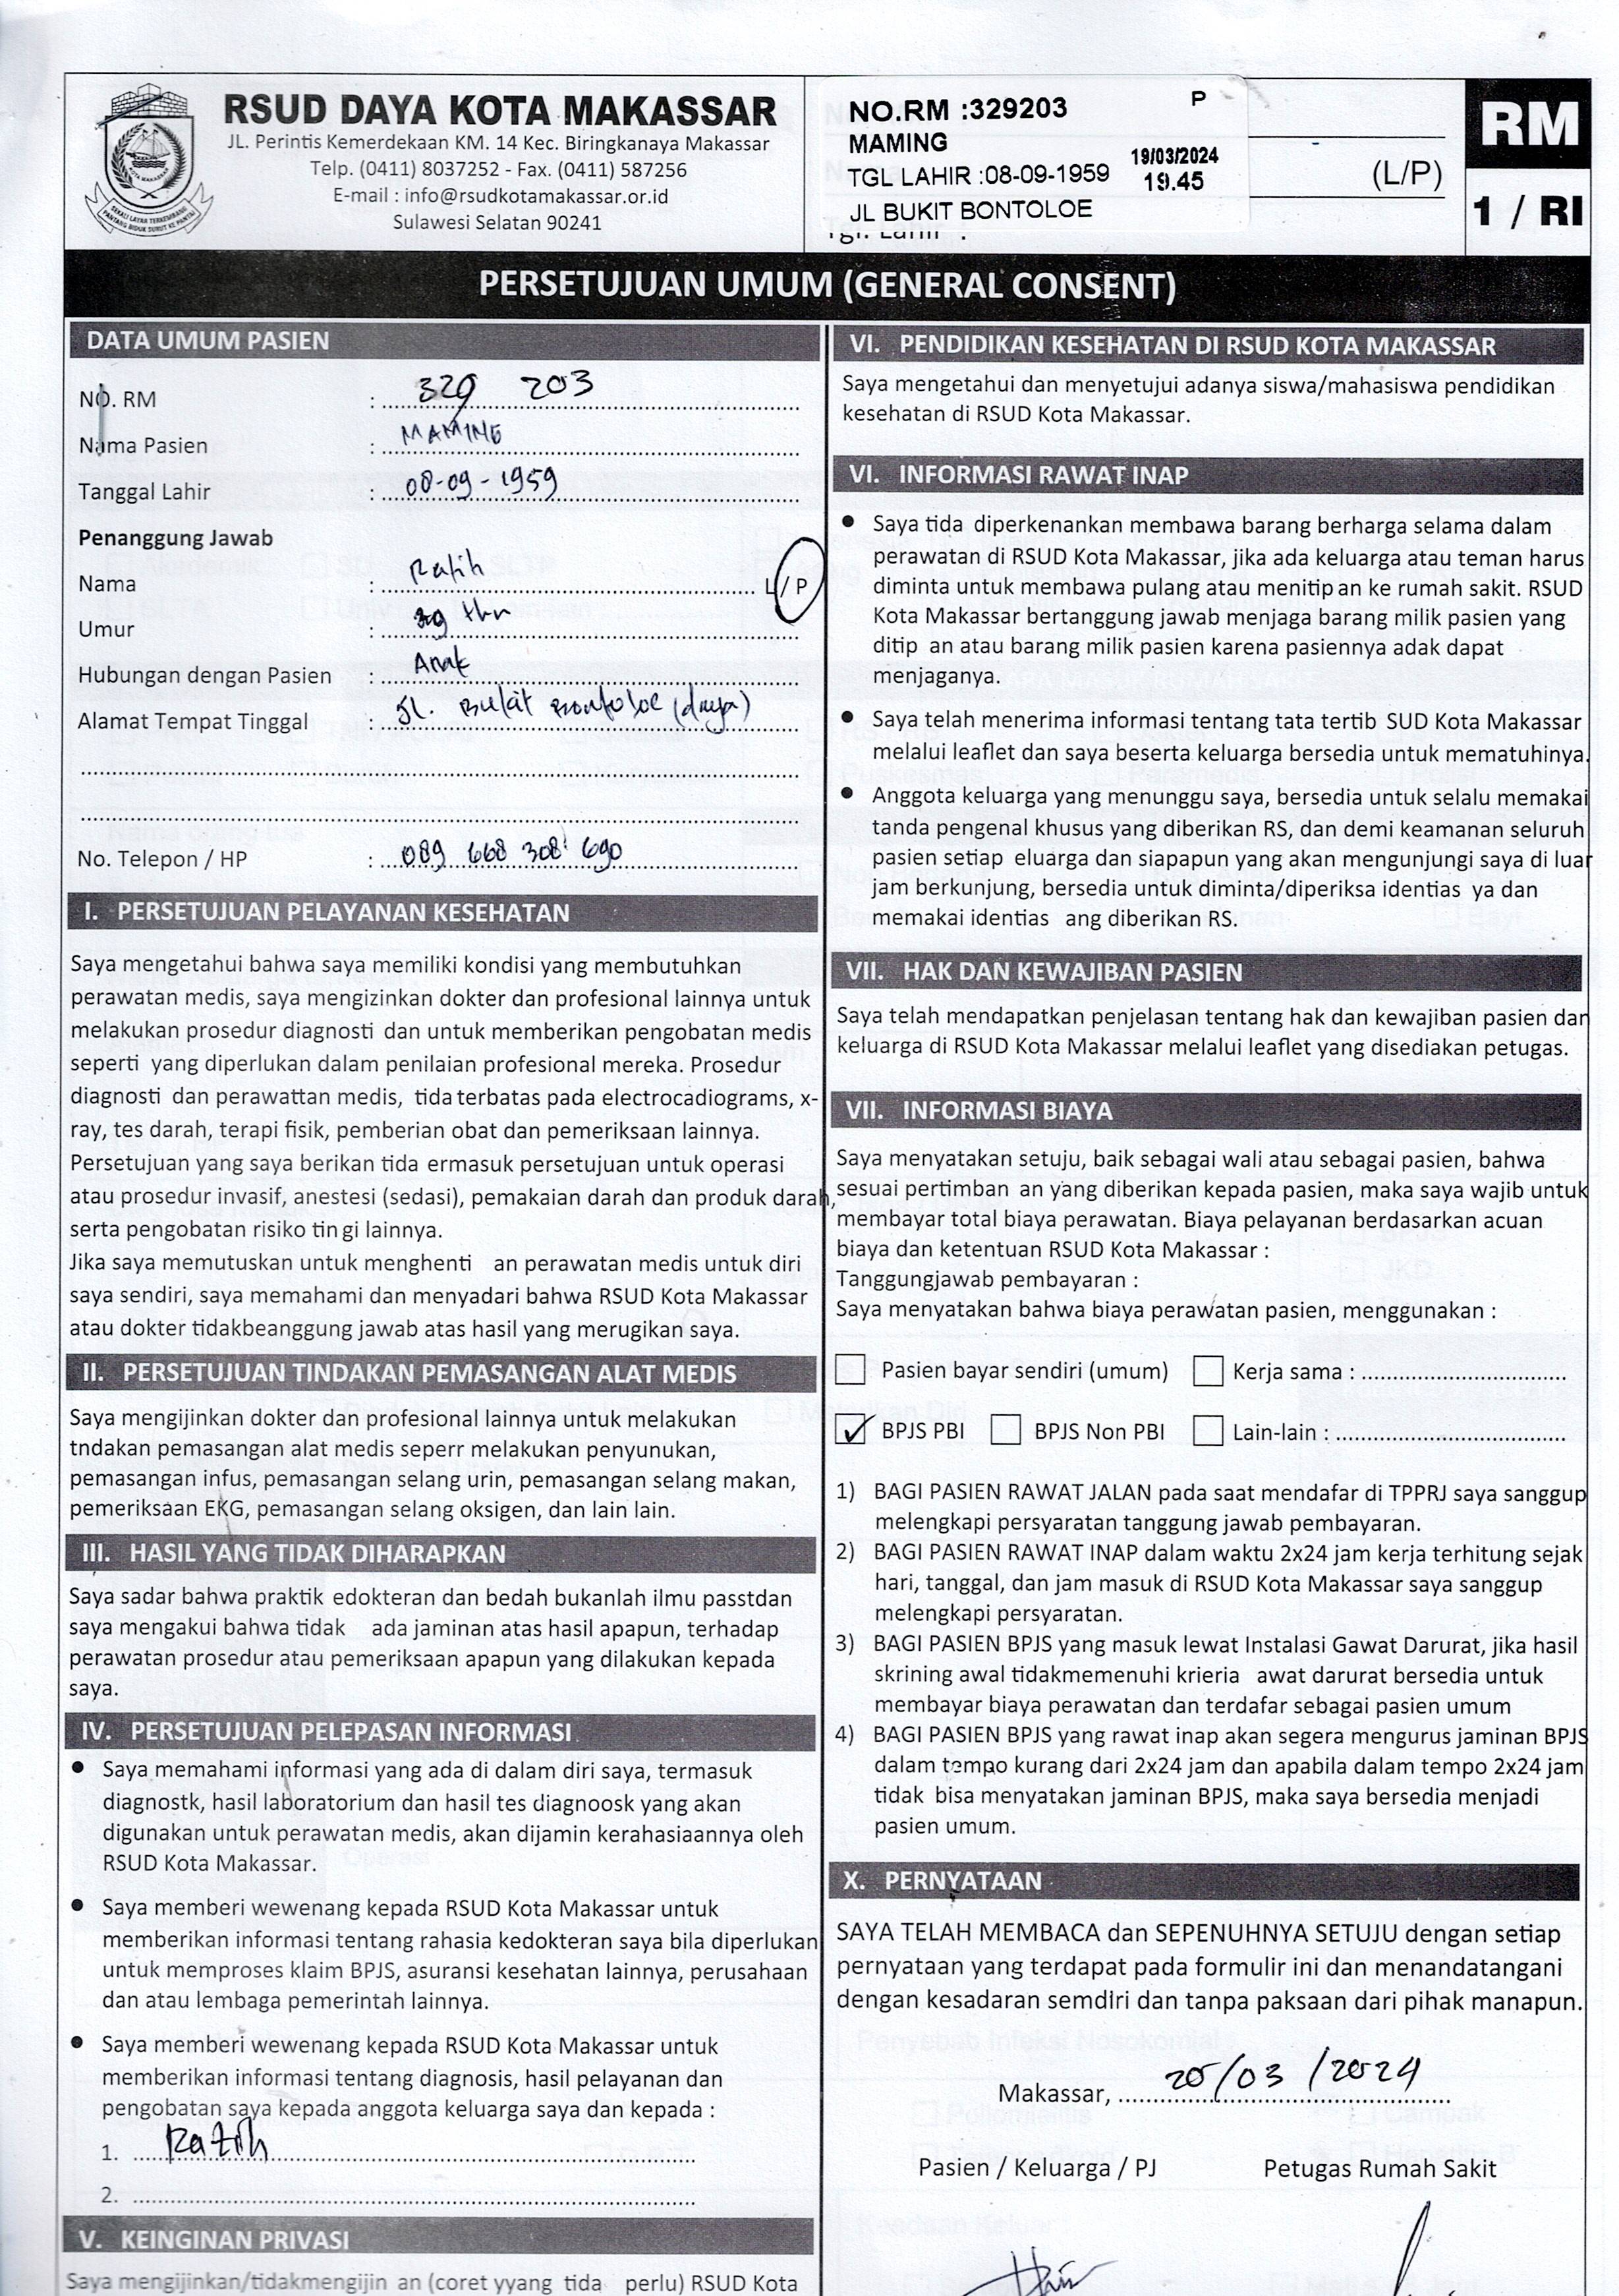 RSUD DAYA KOTA MAKASSAR
JL. Perintis Kemerdekaan KM. 14 Kec. Biringkanaya Makassar
Telp. (0411) 8037252 - Fax. (0411) 587256
E-mail : info@rsudkotamakassar.or.id
Sulawesi Selatan 90241
NO.RM :329203 P
MAMING
TGL LAHIR :08-09-1959 19/03/2024
19.45
JL BUKIT BONTOLOE
Tgl. Lahir :
(L/P)
RM
1 / RI
PERSETUJUAN UMUM (GENERAL CONSENT)
DATA UMUM PASIEN
NO. RM : 329 203
Nama Pasien : MAMING
Tanggal Lahir : 08-09-1959
Penanggung Jawab
Nama : Ratih L/P
Umur : 39 thn
Hubungan dengan Pasien : Anak
Alamat Tempat Tinggal : Jl. Bukit Bontoloe (daya)
No. Telepon / HP : 089 668 308 690
I. PERSETUJUAN PELAYANAN KESEHATAN
Saya mengetahui bahwa saya memiliki kondisi yang membutuhkan
perawatan medis, saya mengizinkan dokter dan profesional lainnya untuk
melakukan prosedur diagnosti dan untuk memberikan pengobatan medis
seperti yang diperlukan dalam penilaian profesional mereka. Prosedur
diagnosti dan perawattan medis, tida terbatas pada electrocadiograms, x-
ray, tes darah, terapi fisik, pemberian obat dan pemeriksaan lainnya.
Persetujuan yang saya berikan tida ermasuk persetujuan untuk operasi
atau prosedur invasif, anestesi (sedasi), pemakaian darah dan produk darah,
serta pengobatan risiko tin gi lainnya.
Jika saya memutuskan untuk menghenti an perawatan medis untuk diri
saya sendiri, saya memahami dan menyadari bahwa RSUD Kota Makassar
atau dokter tidakbeanggung jawab atas hasil yang merugikan saya.
II. PERSETUJUAN TINDAKAN PEMASANGAN ALAT MEDIS
Saya mengijinkan dokter dan profesional lainnya untuk melakukan
tndakan pemasangan alat medis seperr melakukan penyunukan,
pemasangan infus, pemasangan selang urin, pemasangan selang makan,
pemeriksaan EKG, pemasangan selang oksigen, dan lain lain.
III. HASIL YANG TIDAK DIHARAPKAN
Saya sadar bahwa praktik edokteran dan bedah bukanlah ilmu passtdan
saya mengakui bahwa tidak ada jaminan atas hasil apapun, terhadap
perawatan prosedur atau pemeriksaan apapun yang dilakukan kepada
saya.
IV. PERSETUJUAN PELEPASAN INFORMASI
● Saya memahami informasi yang ada di dalam diri saya, termasuk
diagnostk, hasil laboratorium dan hasil tes diagnoosk yang akan
digunakan untuk perawatan medis, akan dijamin kerahasiaannya oleh
RSUD Kota Makassar.
● Saya memberi wewenang kepada RSUD Kota Makassar untuk
memberikan informasi tentang rahasia kedokteran saya bila diperlukan
untuk memproses klaim BPJS, asuransi kesehatan lainnya, perusahaan
dan atau lembaga pemerintah lainnya.
● Saya memberi wewenang kepada RSUD Kota Makassar untuk
memberikan informasi tentang diagnosis, hasil pelayanan dan
pengobatan saya kepada anggota keluarga saya dan kepada :
1. Ratih
2.
V. KEINGINAN PRIVASI
Saya mengijinkan/tidakmengijin an (coret yyang tida perlu) RSUD Kota
VI. PENDIDIKAN KESEHATAN DI RSUD KOTA MAKASSAR
Saya mengetahui dan menyetujui adanya siswa/mahasiswa pendidikan
kesehatan di RSUD Kota Makassar.
VI. INFORMASI RAWAT INAP
● Saya tida diperkenankan membawa barang berharga selama dalam
perawatan di RSUD Kota Makassar, jika ada keluarga atau teman harus
diminta untuk membawa pulang atau menitip an ke rumah sakit. RSUD
Kota Makassar bertanggung jawab menjaga barang milik pasien yang
ditip an atau barang milik pasien karena pasiennya adak dapat
menjaganya.
● Saya telah menerima informasi tentang tata tertib SUD Kota Makassar
melalui leaflet dan saya beserta keluarga bersedia untuk mematuhinya.
● Anggota keluarga yang menunggu saya, bersedia untuk selalu memakai
tanda pengenal khusus yang diberikan RS, dan demi keamanan seluruh
pasien setiap eluarga dan siapapun yang akan mengunjungi saya di luar
jam berkunjung, bersedia untuk diminta/diperiksa identias ya dan
memakai identias ang diberikan RS.
VII. HAK DAN KEWAJIBAN PASIEN
Saya telah mendapatkan penjelasan tentang hak dan kewajiban pasien dan
keluarga di RSUD Kota Makassar melalui leaflet yang disediakan petugas.
VII. INFORMASI BIAYA
Saya menyatakan setuju, baik sebagai wali atau sebagai pasien, bahwa
sesuai pertimban an yang diberikan kepada pasien, maka saya wajib untuk
membayar total biaya perawatan. Biaya pelayanan berdasarkan acuan
biaya dan ketentuan RSUD Kota Makassar :
Tanggungjawab pembayaran :
Saya menyatakan bahwa biaya perawatan pasien, menggunakan :
☐ Pasien bayar sendiri (umum) ☐ Kerja sama :
☑ BPJS PBI ☐ BPJS Non PBI ☐ Lain-lain :
1) BAGI PASIEN RAWAT JALAN pada saat mendafar di TPPRJ saya sanggup
melengkapi persyaratan tanggung jawab pembayaran.
2) BAGI PASIEN RAWAT INAP dalam waktu 2x24 jam kerja terhitung sejak
hari, tanggal, dan jam masuk di RSUD Kota Makassar saya sanggup
melengkapi persyaratan.
3) BAGI PASIEN BPJS yang masuk lewat Instalasi Gawat Darurat, jika hasil
skrining awal tidakmemenuhi krieria awat darurat bersedia untuk
membayar biaya perawatan dan terdafar sebagai pasien umum
4) BAGI PASIEN BPJS yang rawat inap akan segera mengurus jaminan BPJS
dalam tempo kurang dari 2x24 jam dan apabila dalam tempo 2x24 jam
tidak bisa menyatakan jaminan BPJS, maka saya bersedia menjadi
pasien umum.
X. PERNYATAAN
SAYA TELAH MEMBACA dan SEPENUHNYA SETUJU dengan setiap
pernyataan yang terdapat pada formulir ini dan menandatangani
dengan kesadaran semdiri dan tanpa paksaan dari pihak manapun.
Makassar, 20/03/2024
Pasien / Keluarga / PJ Petugas Rumah Sakit